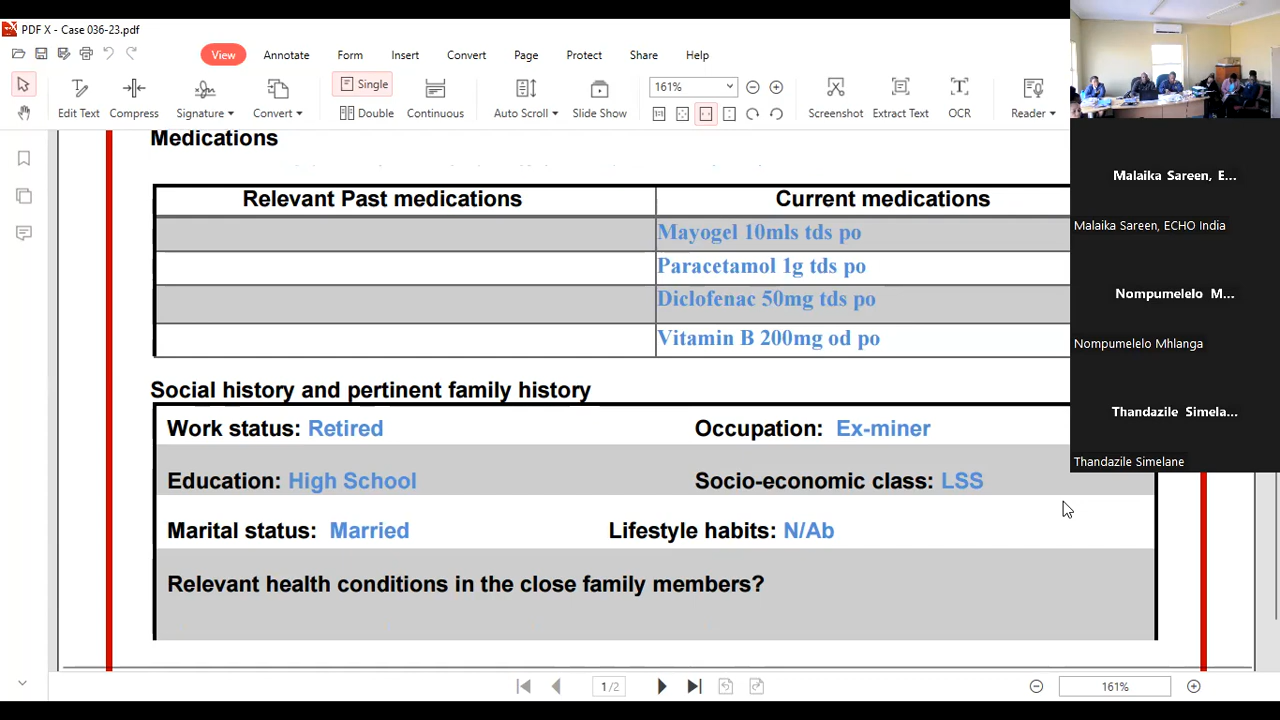 PDF X - Case 036-23.pdf
View Annotate Form Insert Convert Page Protect Share Help
Edit Text Compress Signature Convert Single Double Continuous Auto Scroll Slide Show 161% Screenshot Extract Text OCR Reader
Medications
Relevant Past medications Current medications
Mayogel 10mls tds po
Paracetamol 1g tds po
Diclofenac 50mg tds po
Vitamin B 200mg od po
Social history and pertinent family history
Work status: Retired Occupation: Ex-miner
Education: High School Socio-economic class: LSS
Marital status: Married Lifestyle habits: N/Ab
Relevant health conditions in the close family members?
Malaika Sareen, E...
Malaika Sareen, ECHO India
Nompumelelo M...
Nompumelelo Mhlanga
Thandazile Simela...
Thandazile Simelane
1/2
161%